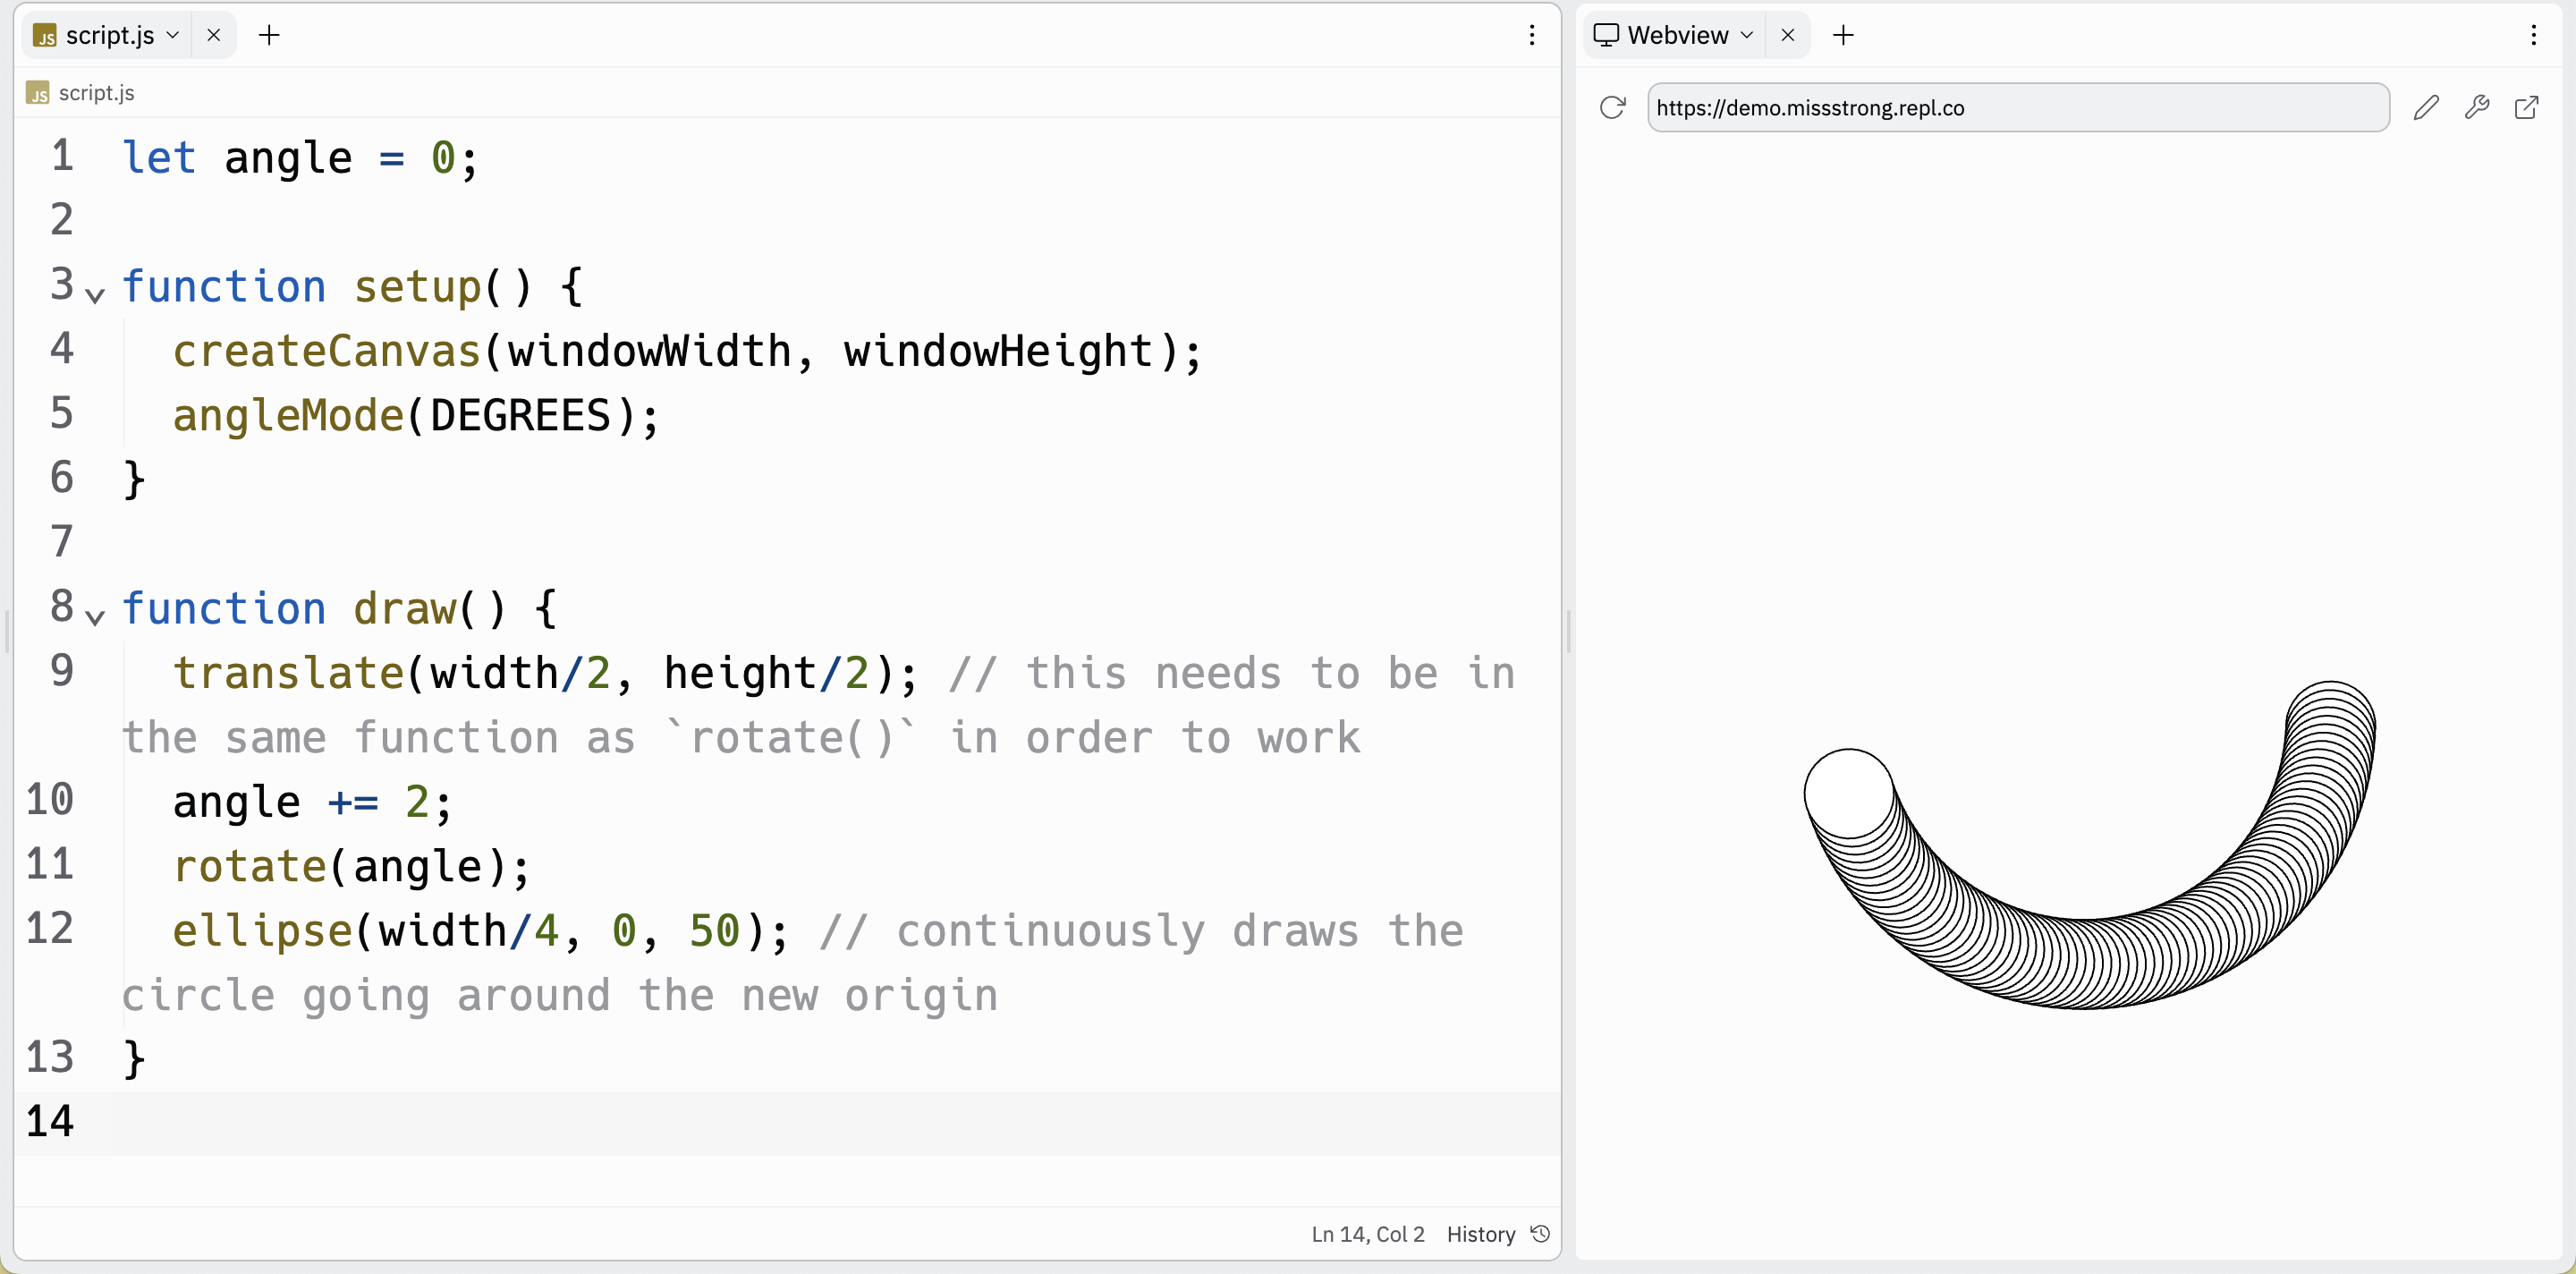 JS script.js
JS script.js
1 let angle = 0;
2
3 function setup() {
4 createCanvas(windowWidth, windowHeight);
5 angleMode(DEGREES);
6 }
7
8 function draw() {
9 translate(width/2, height/2); // this needs to be in
the same function as `rotate()` in order to work
10 angle += 2;
11 rotate(angle);
12 ellipse(width/4, 0, 50); // continuously draws the
circle going around the new origin
13 }
14
Ln 14, Col 2 History
Webview
https://demo.missstrong.repl.co